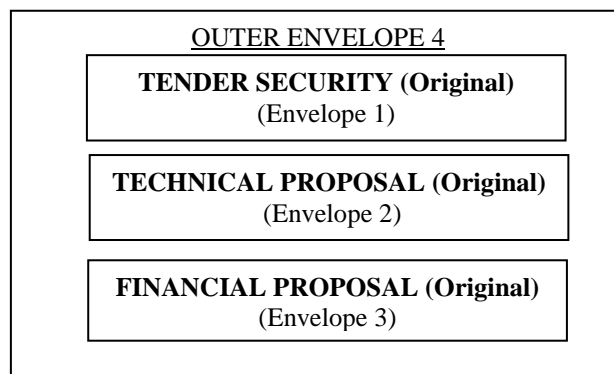 OUTER ENVELOPE 4
TENDER SECURITY (Original)
(Envelope 1)
TECHNICAL PROPOSAL (Original)
(Envelope 2)
FINANCIAL PROPOSAL (Original)
(Envelope 3)